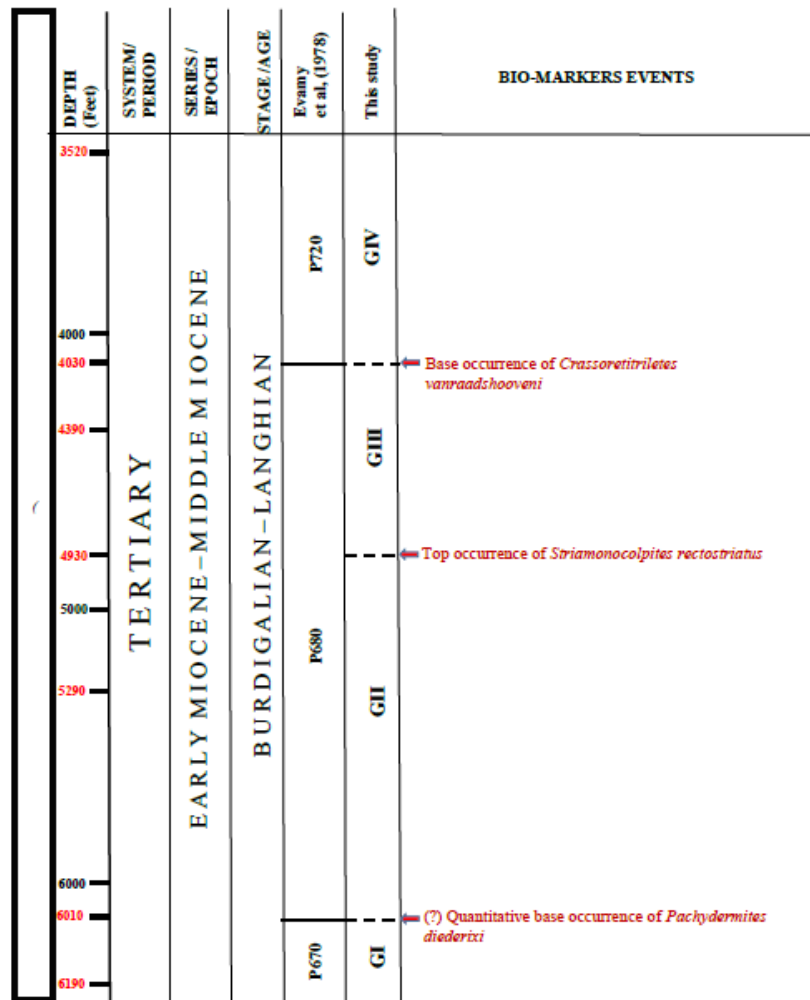 DEPTH
(Feet)
SYSTEM/
PERIOD
SERIES /
EPOCH
STAGE /AGE
Evamy
et al, (1978)
This study
BIO-MARKERS EVENTS
3520
4000
4030
4390
4930
5000
5290
6000
6010
6190
TERTIARY
EARLY MIOCENE–MIDDLE MIOCENE
BURDIGALIAN–LANGHIAN
P720
P680
P670
GIV
GIII
GII
GI
Base occurrence of Crassoretitriletes
vanraadshooveni
Top occurrence of Striamonocolpites rectostriatus
(?) Quantitative base occurrence of Pachydermites
diederixi
(